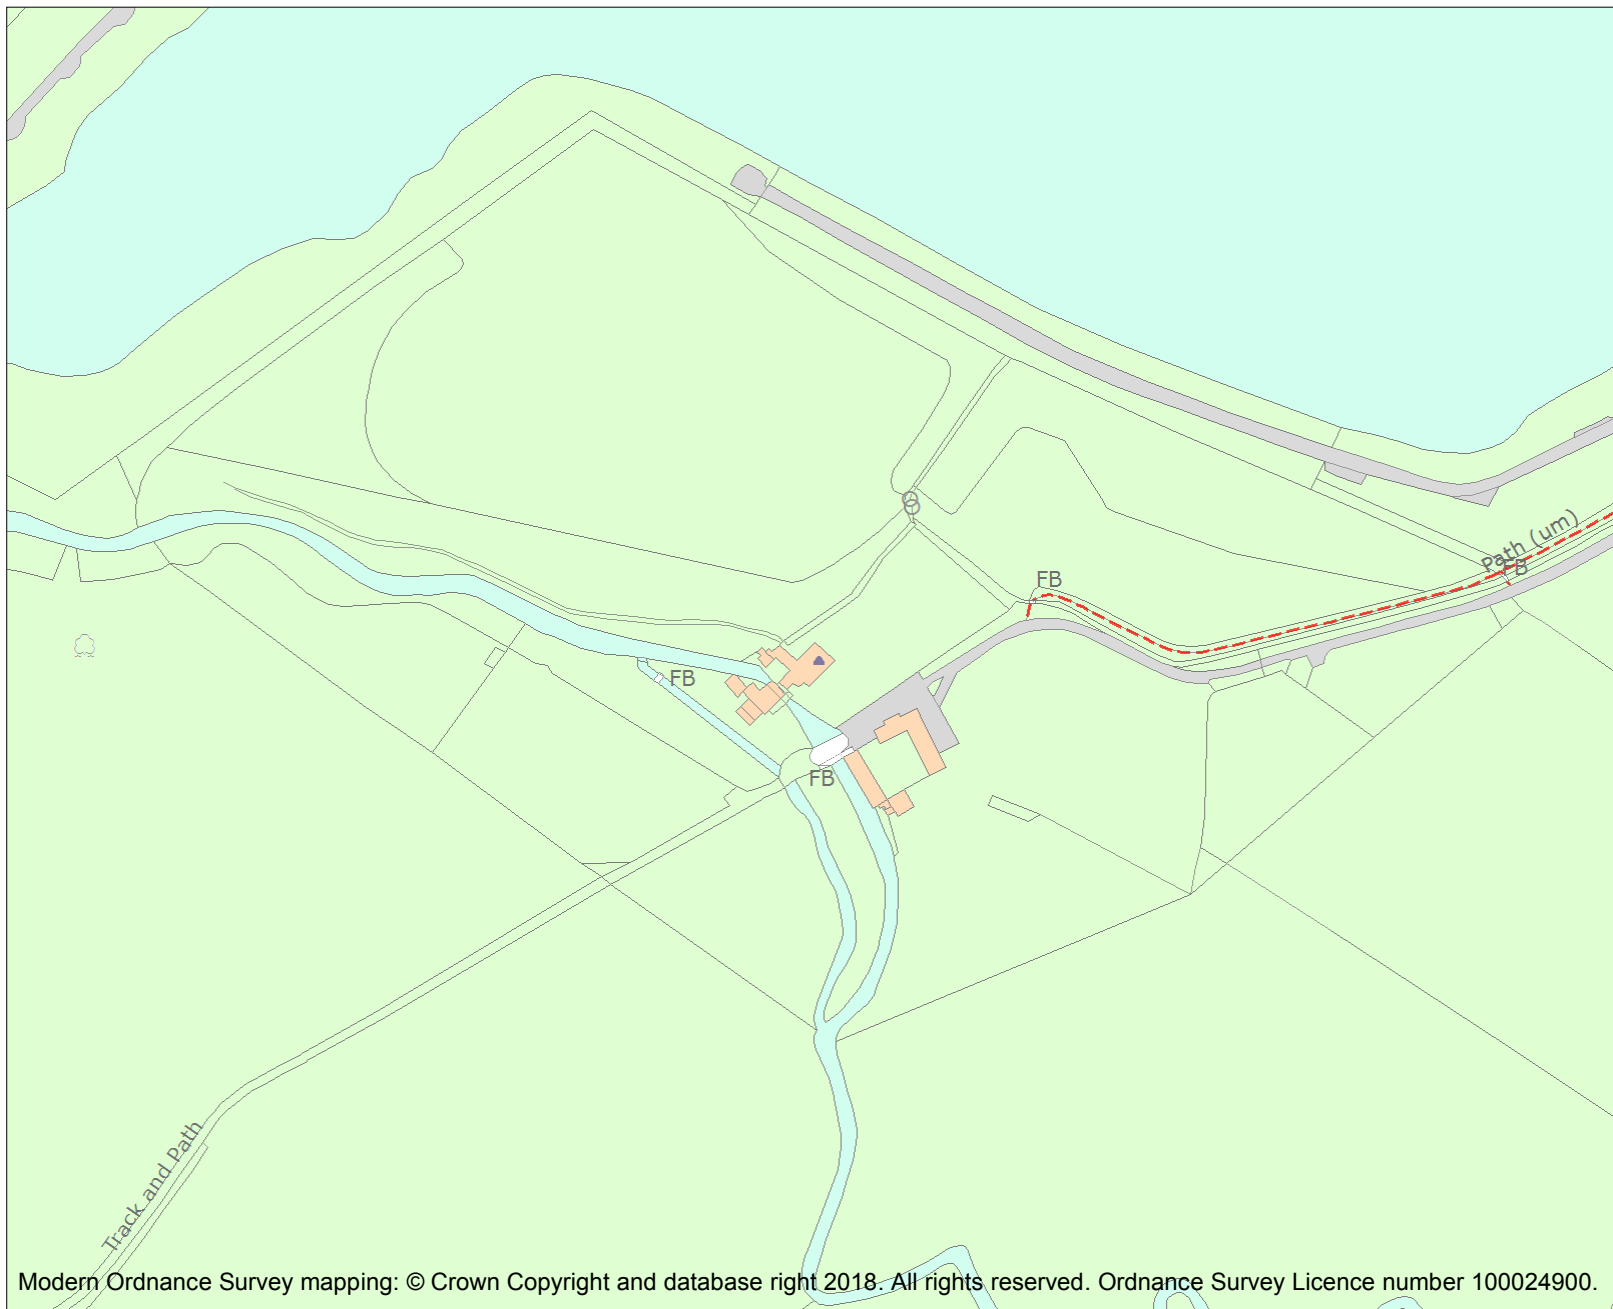 Path (um)
FB
FB
FB
FB
Track and Path
Modern Ordnance Survey mapping: © Crown Copyright and database right 2018. All rights reserved. Ordnance Survey Licence number 100024900.